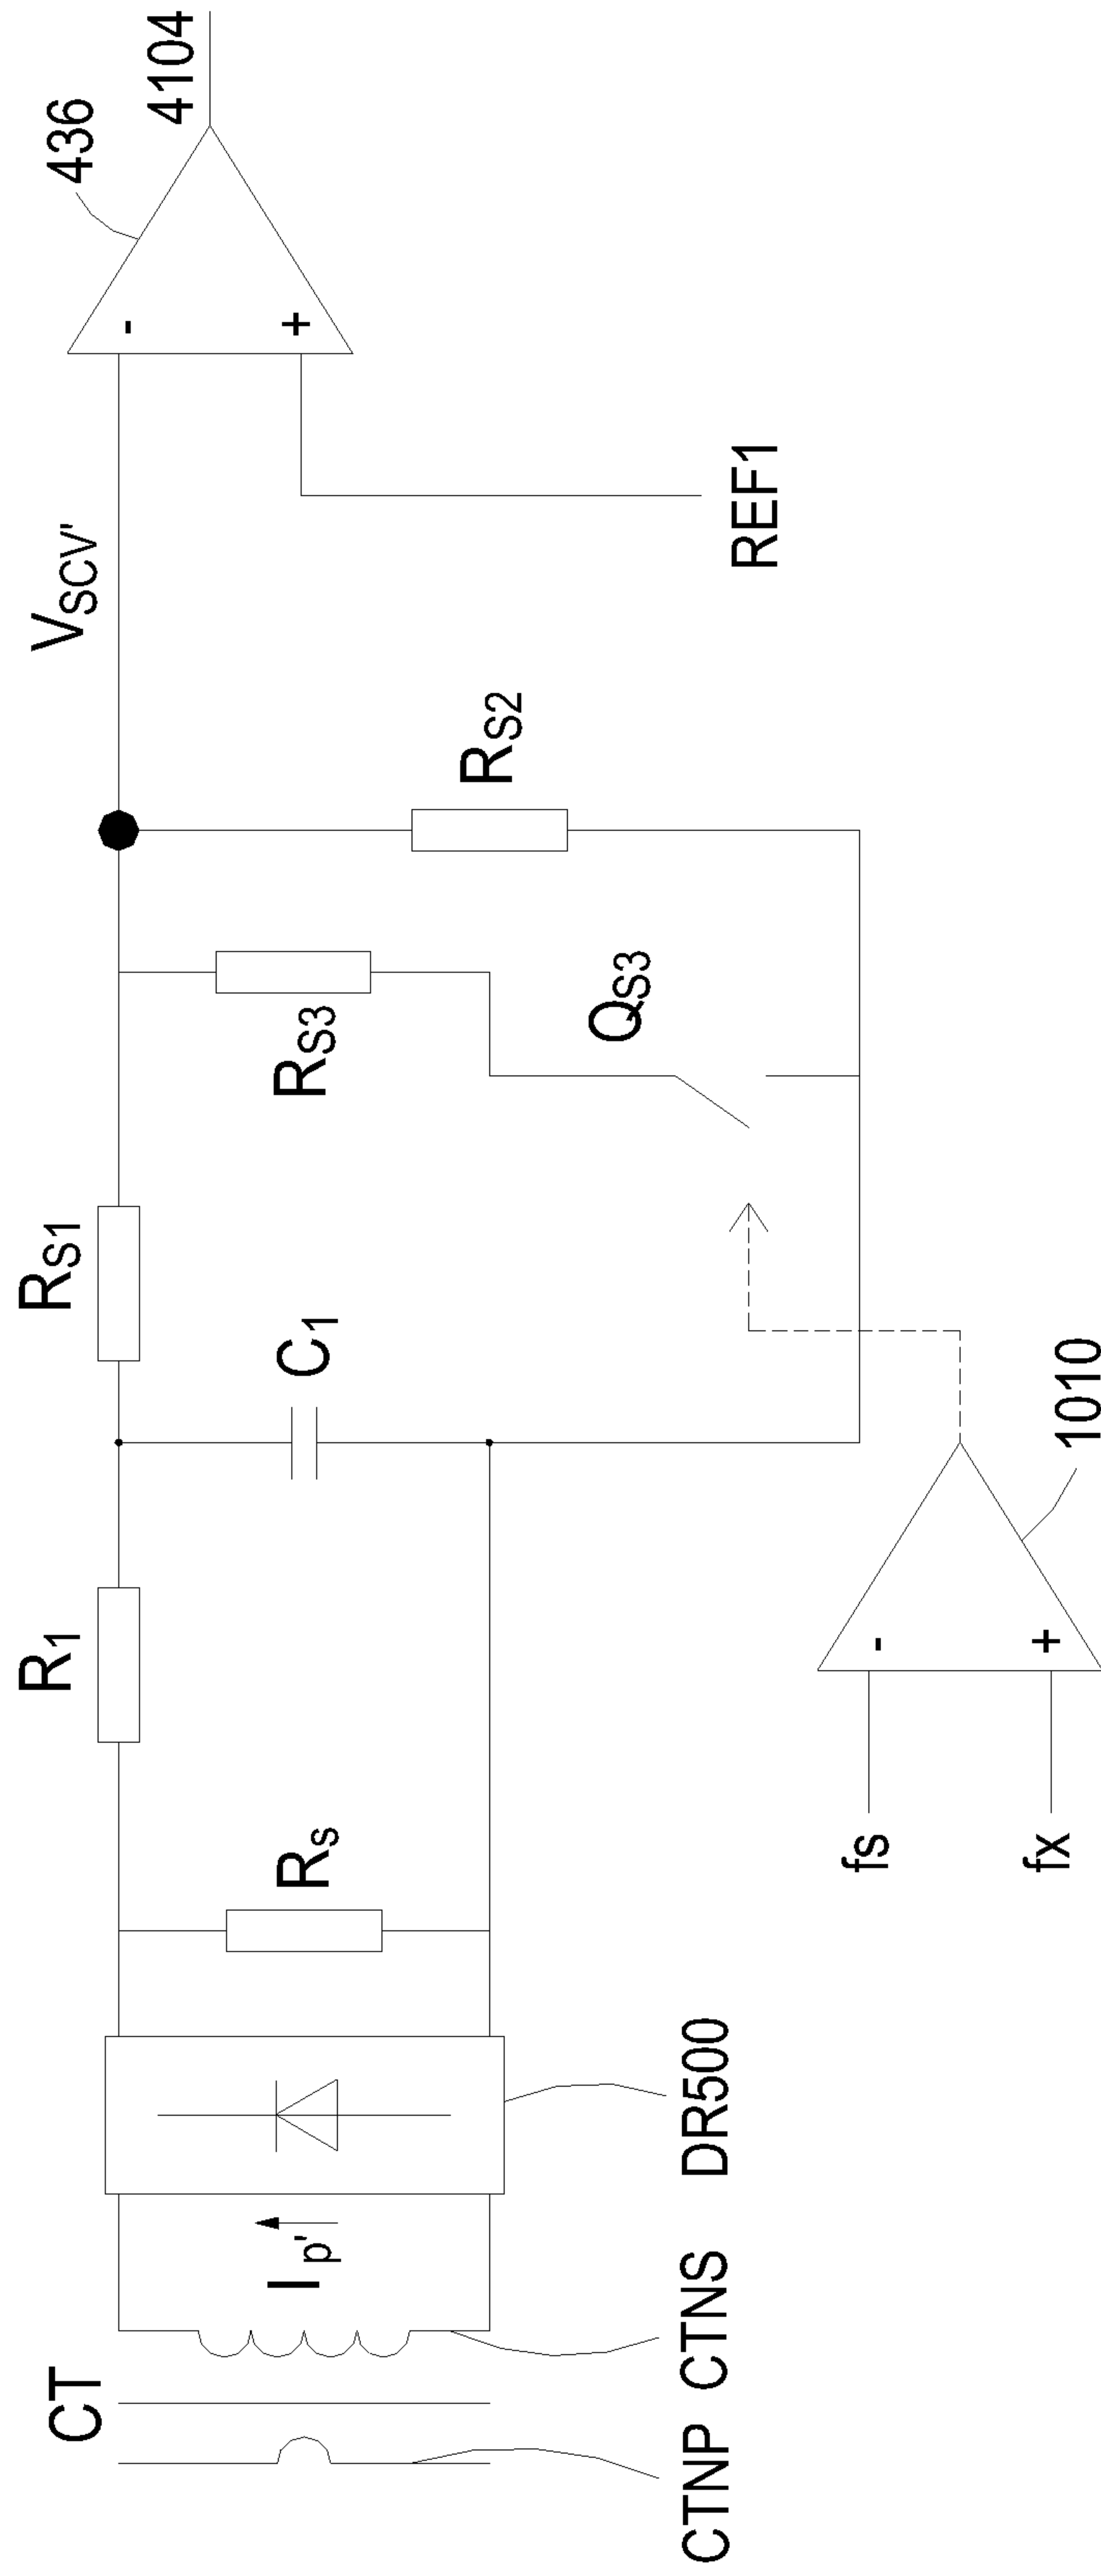 CT
CTNP
CTNS
Ip'
DR500
Rs
R1
C1
RS1
RS3
QS3
RS2
VSCV'
-
+
436
4104
REF1
fs
fx
-
+
1010